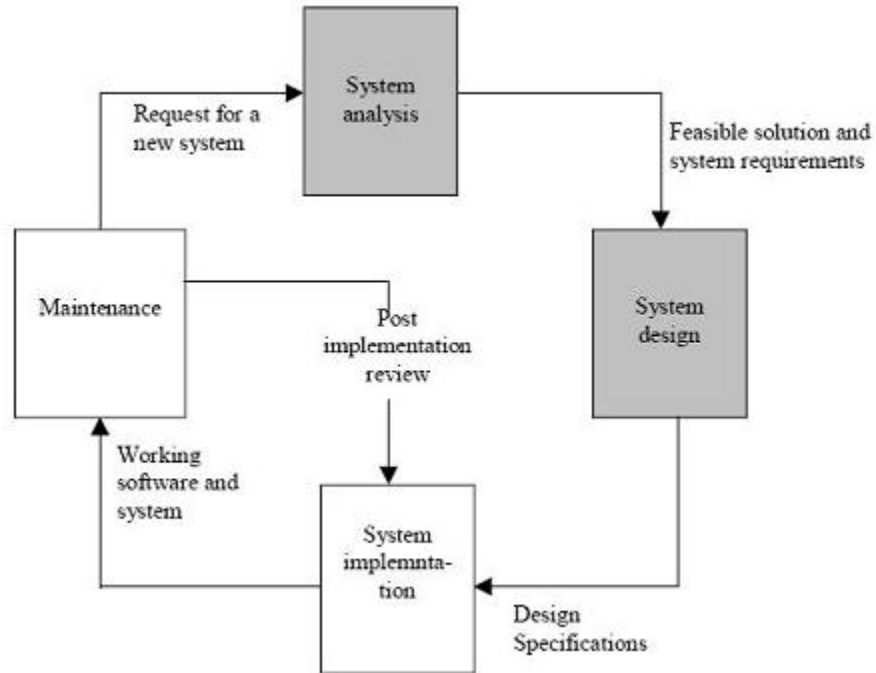 System
analysis
Request for a
new system
Feasible solution and
system requirements
Maintenance
System
design
Post
implementation
review
Working
software and
system
System
implemnta-
tion
Design
Specifications